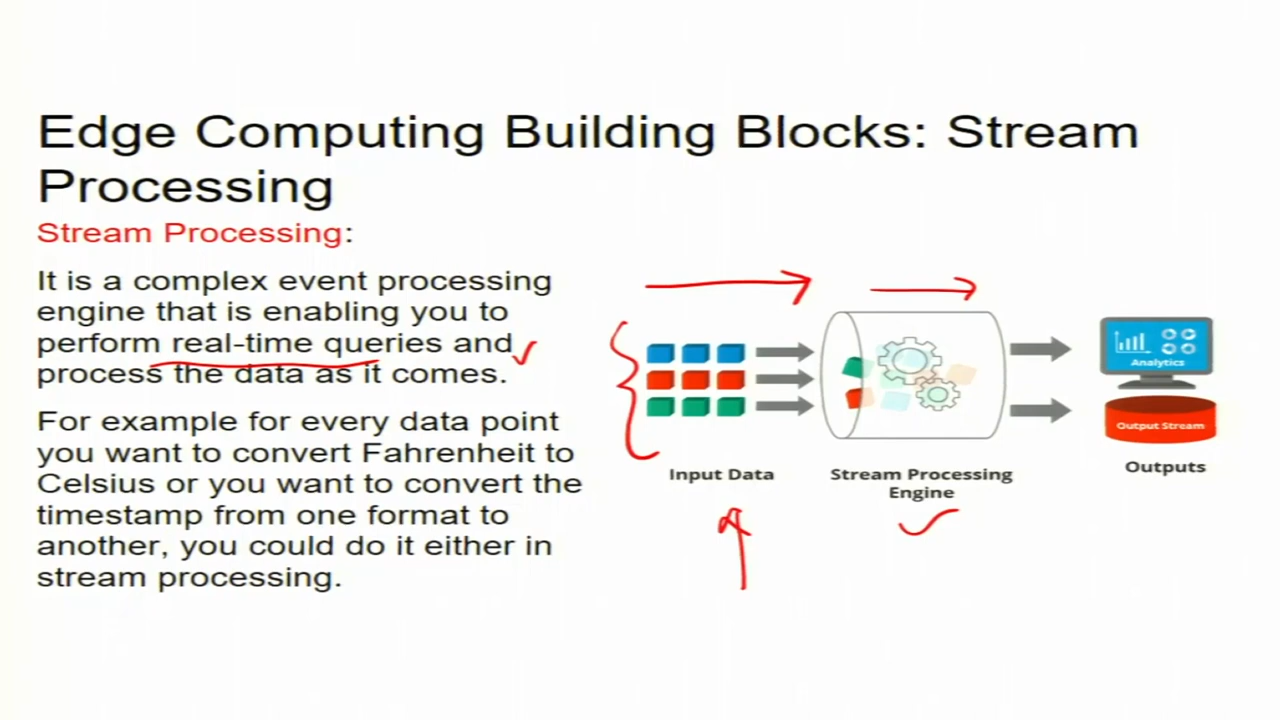 Edge Computing Building Blocks: Stream
Processing
Stream Processing:
It is a complex event processing
engine that is enabling you to
perform real-time queries and
process the data as it comes.
For example for every data point
you want to convert Fahrenheit to
Celsius or you want to convert the
timestamp from one format to
another, you could do it either in
stream processing.
Input Data
Stream Processing
Engine
Analytics
Output Stream
Outputs